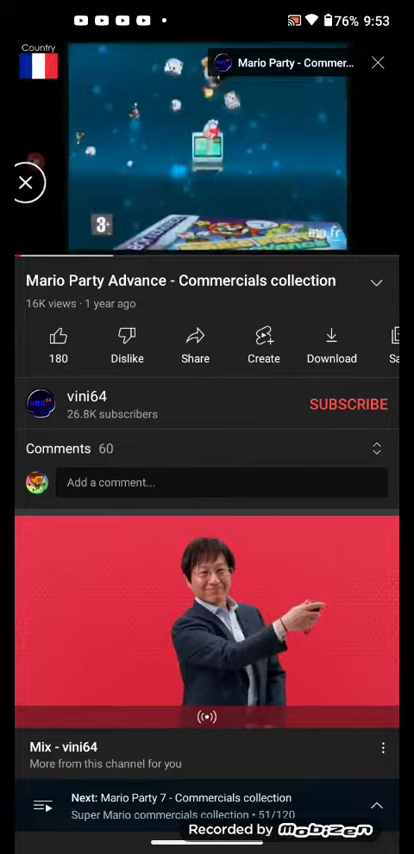 76% 9:53
Country
Mario Party - Commer...
3+
Mario Party Advance - Commercials collection
16K views · 1 year ago
180
Dislike
Share
Create
Download
Sa
vini64
26.8K subscribers
SUBSCRIBE
Comments 60
Add a comment...
Mix - vini64
More from this channel for you
Next: Mario Party 7 - Commercials collection
Super Mario commercials collection • 51/120
Recorded by mobizen